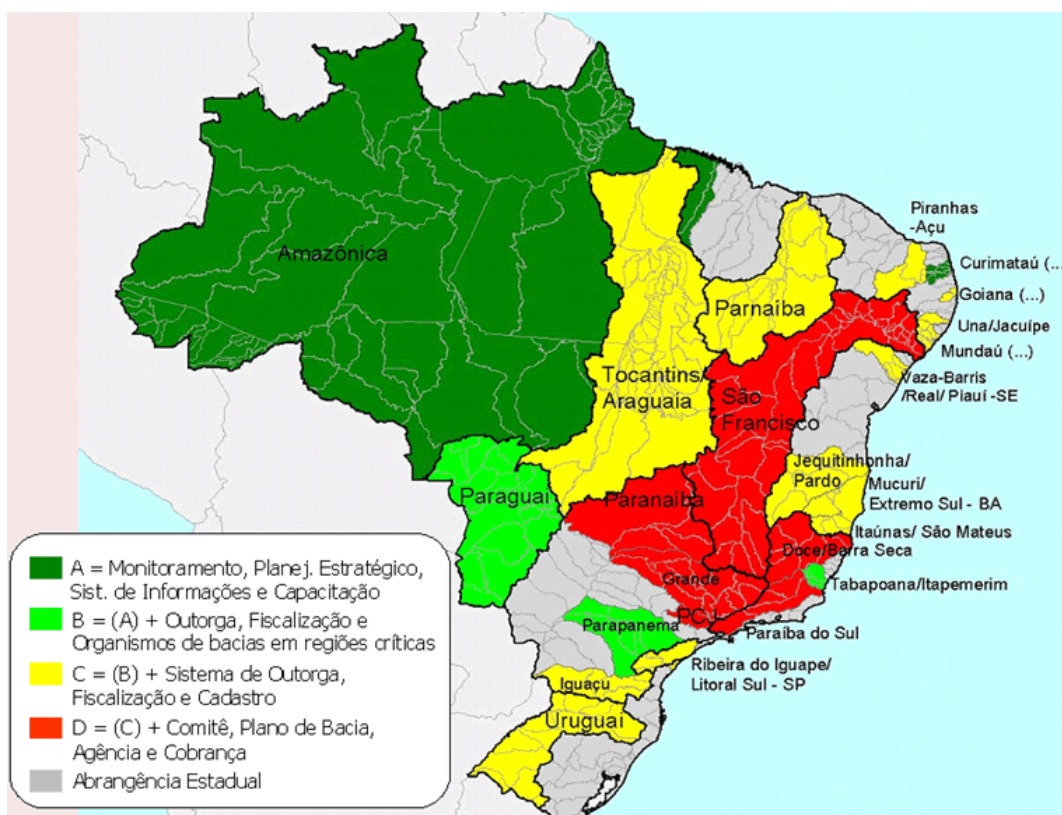 Piranhas
-Açu
Amazônica
Curimataú (...
Goiana (...)
Parnaíba
Una/Jacuípe
Mundaú (...)
Tocantins/
Araguaia
São
Francisco
Vaza-Barris
/Real/ Piauí -SE
Jequitinhonha/
Pardo
Mucuri/
Extremo Sul - BA
Paraguai
Paranaíba
Itaúnas/ São Mateus
Doce/Barra Seca
Grande
Tabapoana/Itapemerim
PCJ
Parapanema
Paraíba do Sul
Ribeira do Iguape/
Litoral Sul - SP
Iguaçu
Uruguai
A = Monitoramento, Planej. Estratégico,
Sist. de Informações e Capacitação
B = (A) + Outorga, Fiscalização e
Organismos de bacias em regiões críticas
C = (B) + Sistema de Outorga,
Fiscalização e Cadastro
D = (C) + Comitê, Plano de Bacia,
Agência e Cobrança
Abrangência Estadual